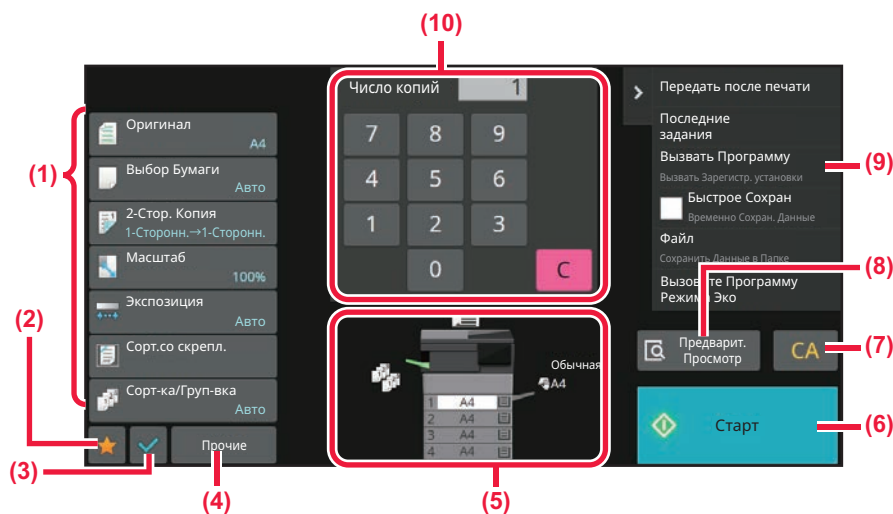 (10)
Число копий 1
7 8 9
4 5 6
1 2 3
0 C
(1)
Оригинал
A4
Выбор Бумаги
Авто
2-Стор. Копия
1-Сторонн.→1-Сторонн.
Масштаб
100%
Экспозиция
Авто
Сорт.со скрепл.
Сорт-ка/Груп-вка
Авто
(2)
(3)
Прочие
(4)
Обычная
A4
1 A4
2 A4
3 A4
4 A4
(5)
Передать после печати
Последние
задания
Вызвать Программу
Вызвать Зарегистр. установки
Быстрое Сохран
Временно Сохран. Данные
Файл
Сохранить Данные в Папке
Вызовите Программу
Режима Эко
(9)
(8)
Предварит.
Просмотр
CA
(7)
Старт
(6)